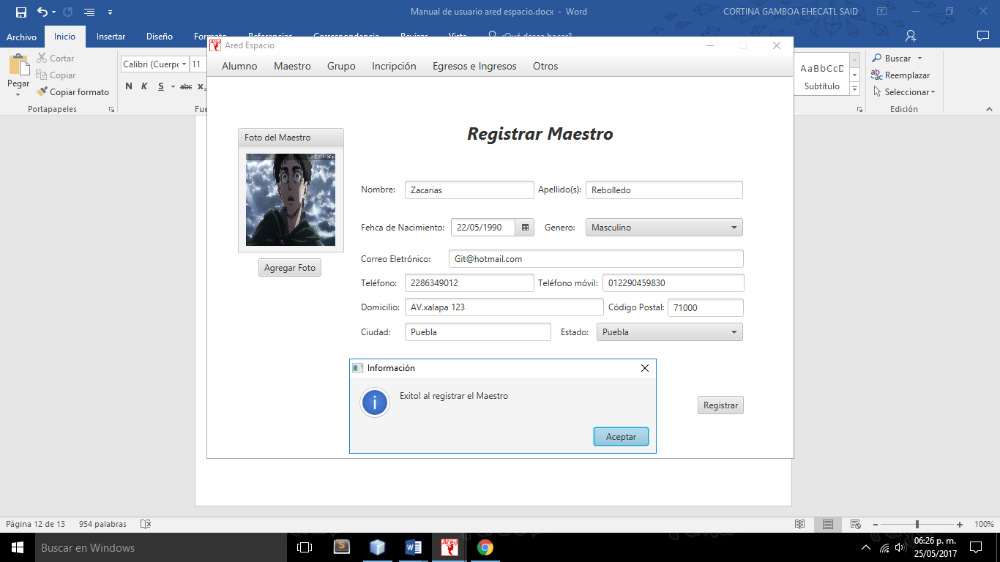 Manual de usuario ared espacio.docx - Word
CORTINA GAMBOA EHECATL SAID
Archivo Inicio Insertar Diseño Formato Referencias Correspondencia Revisar Vista ¿Qué desea hacer?
Pegar
Cortar
Copiar
Copiar formato
Portapapeles
Calibri (Cuerpo 11
N K S abc x₂
Fue
AaBbCcD
Subtítulo
Buscar
Reemplazar
Seleccionar
Edición
Ared Espacio
Alumno Maestro Grupo Incripción Egresos e Ingresos Otros
Registrar Maestro
Foto del Maestro
Agregar Foto
Nombre: Zacarias Apellido(s): Rebolledo
Fehca de Nacimiento: 22/05/1990 Genero: Masculino
Correo Eletrónico: Git@hotmail.com
Teléfono: 2286349012 Teléfono móvil: 012290459830
Domicilio: AV.xalapa 123 Código Postal: 71000
Ciudad: Puebla Estado: Puebla
Información
Exito! al registrar el Maestro
Aceptar
Registrar
Página 12 de 13 954 palabras
100%
Buscar en Windows
06:26 p. m.
25/05/2017